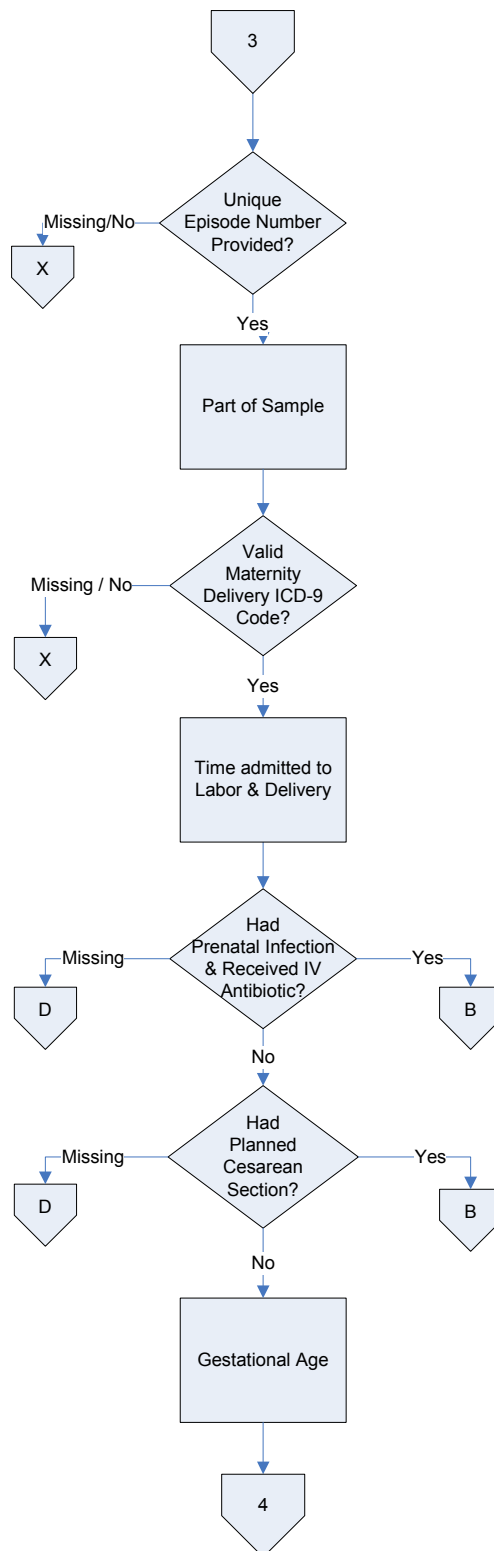 3
Unique
Episode Number
Provided?
Missing/No
X
Yes
Part of Sample
Valid
Maternity
Delivery ICD-9
Code?
Missing / No
X
Yes
Time admitted to
Labor & Delivery
Had
Prenatal Infection
& Received IV
Antibiotic?
Missing
Yes
D
B
No
Had
Planned
Cesarean
Section?
Missing
Yes
D
B
No
Gestational Age
4